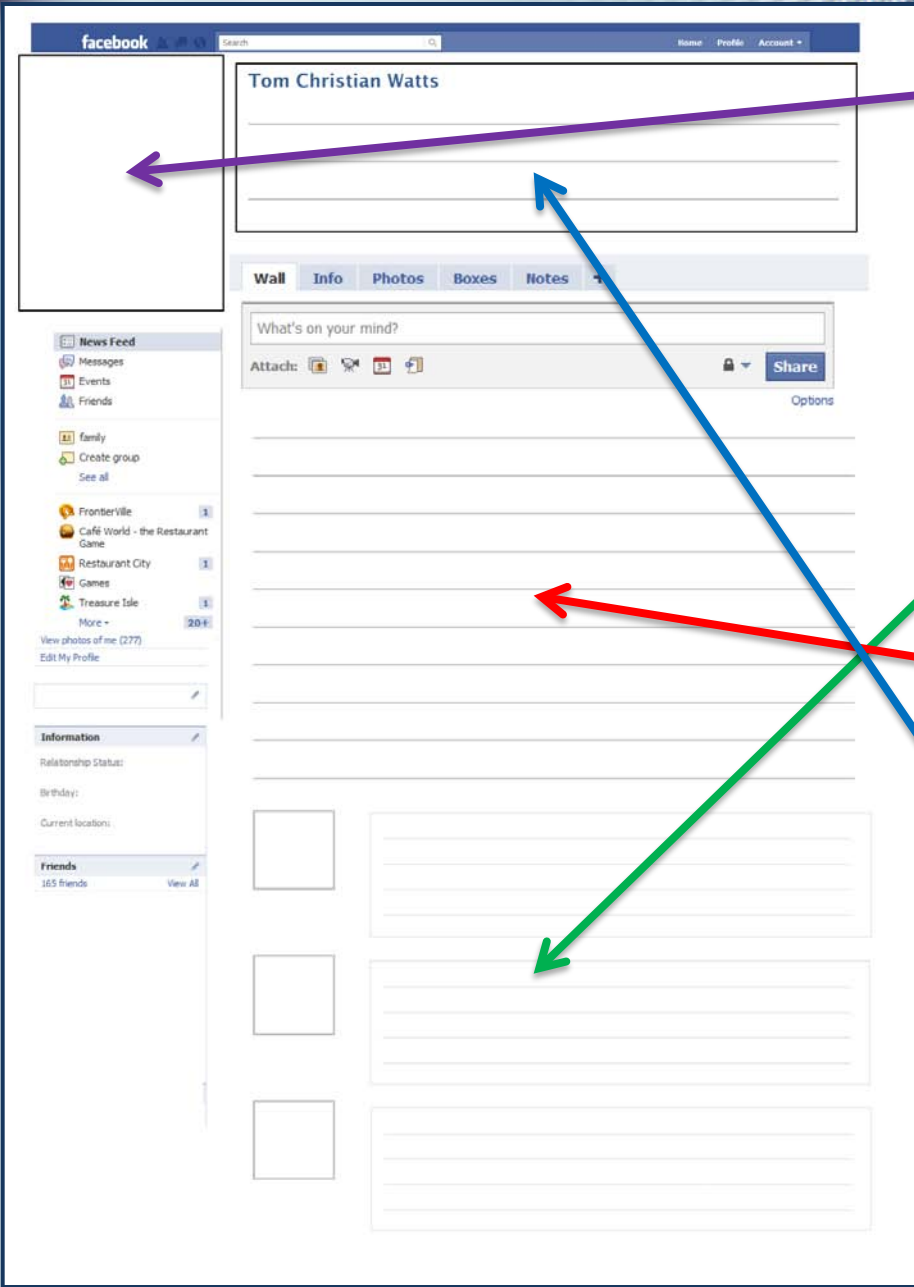 facebook
Search
Home Profile Account
Tom Christian Watts
Wall Info Photos Boxes Notes +
What's on your mind?
Attach: 31 Share
Options
News Feed
Messages
31 Events
Friends
family
Create group
See all
FrontierVille 1
Café World - the Restaurant
Game
Restaurant City 1
Games
Treasure Isle 1
More 20+
View photos of me (277)
Edit My Profile
Information
Relationship Status:
Birthday:
Current location:
Friends
165 friends View All